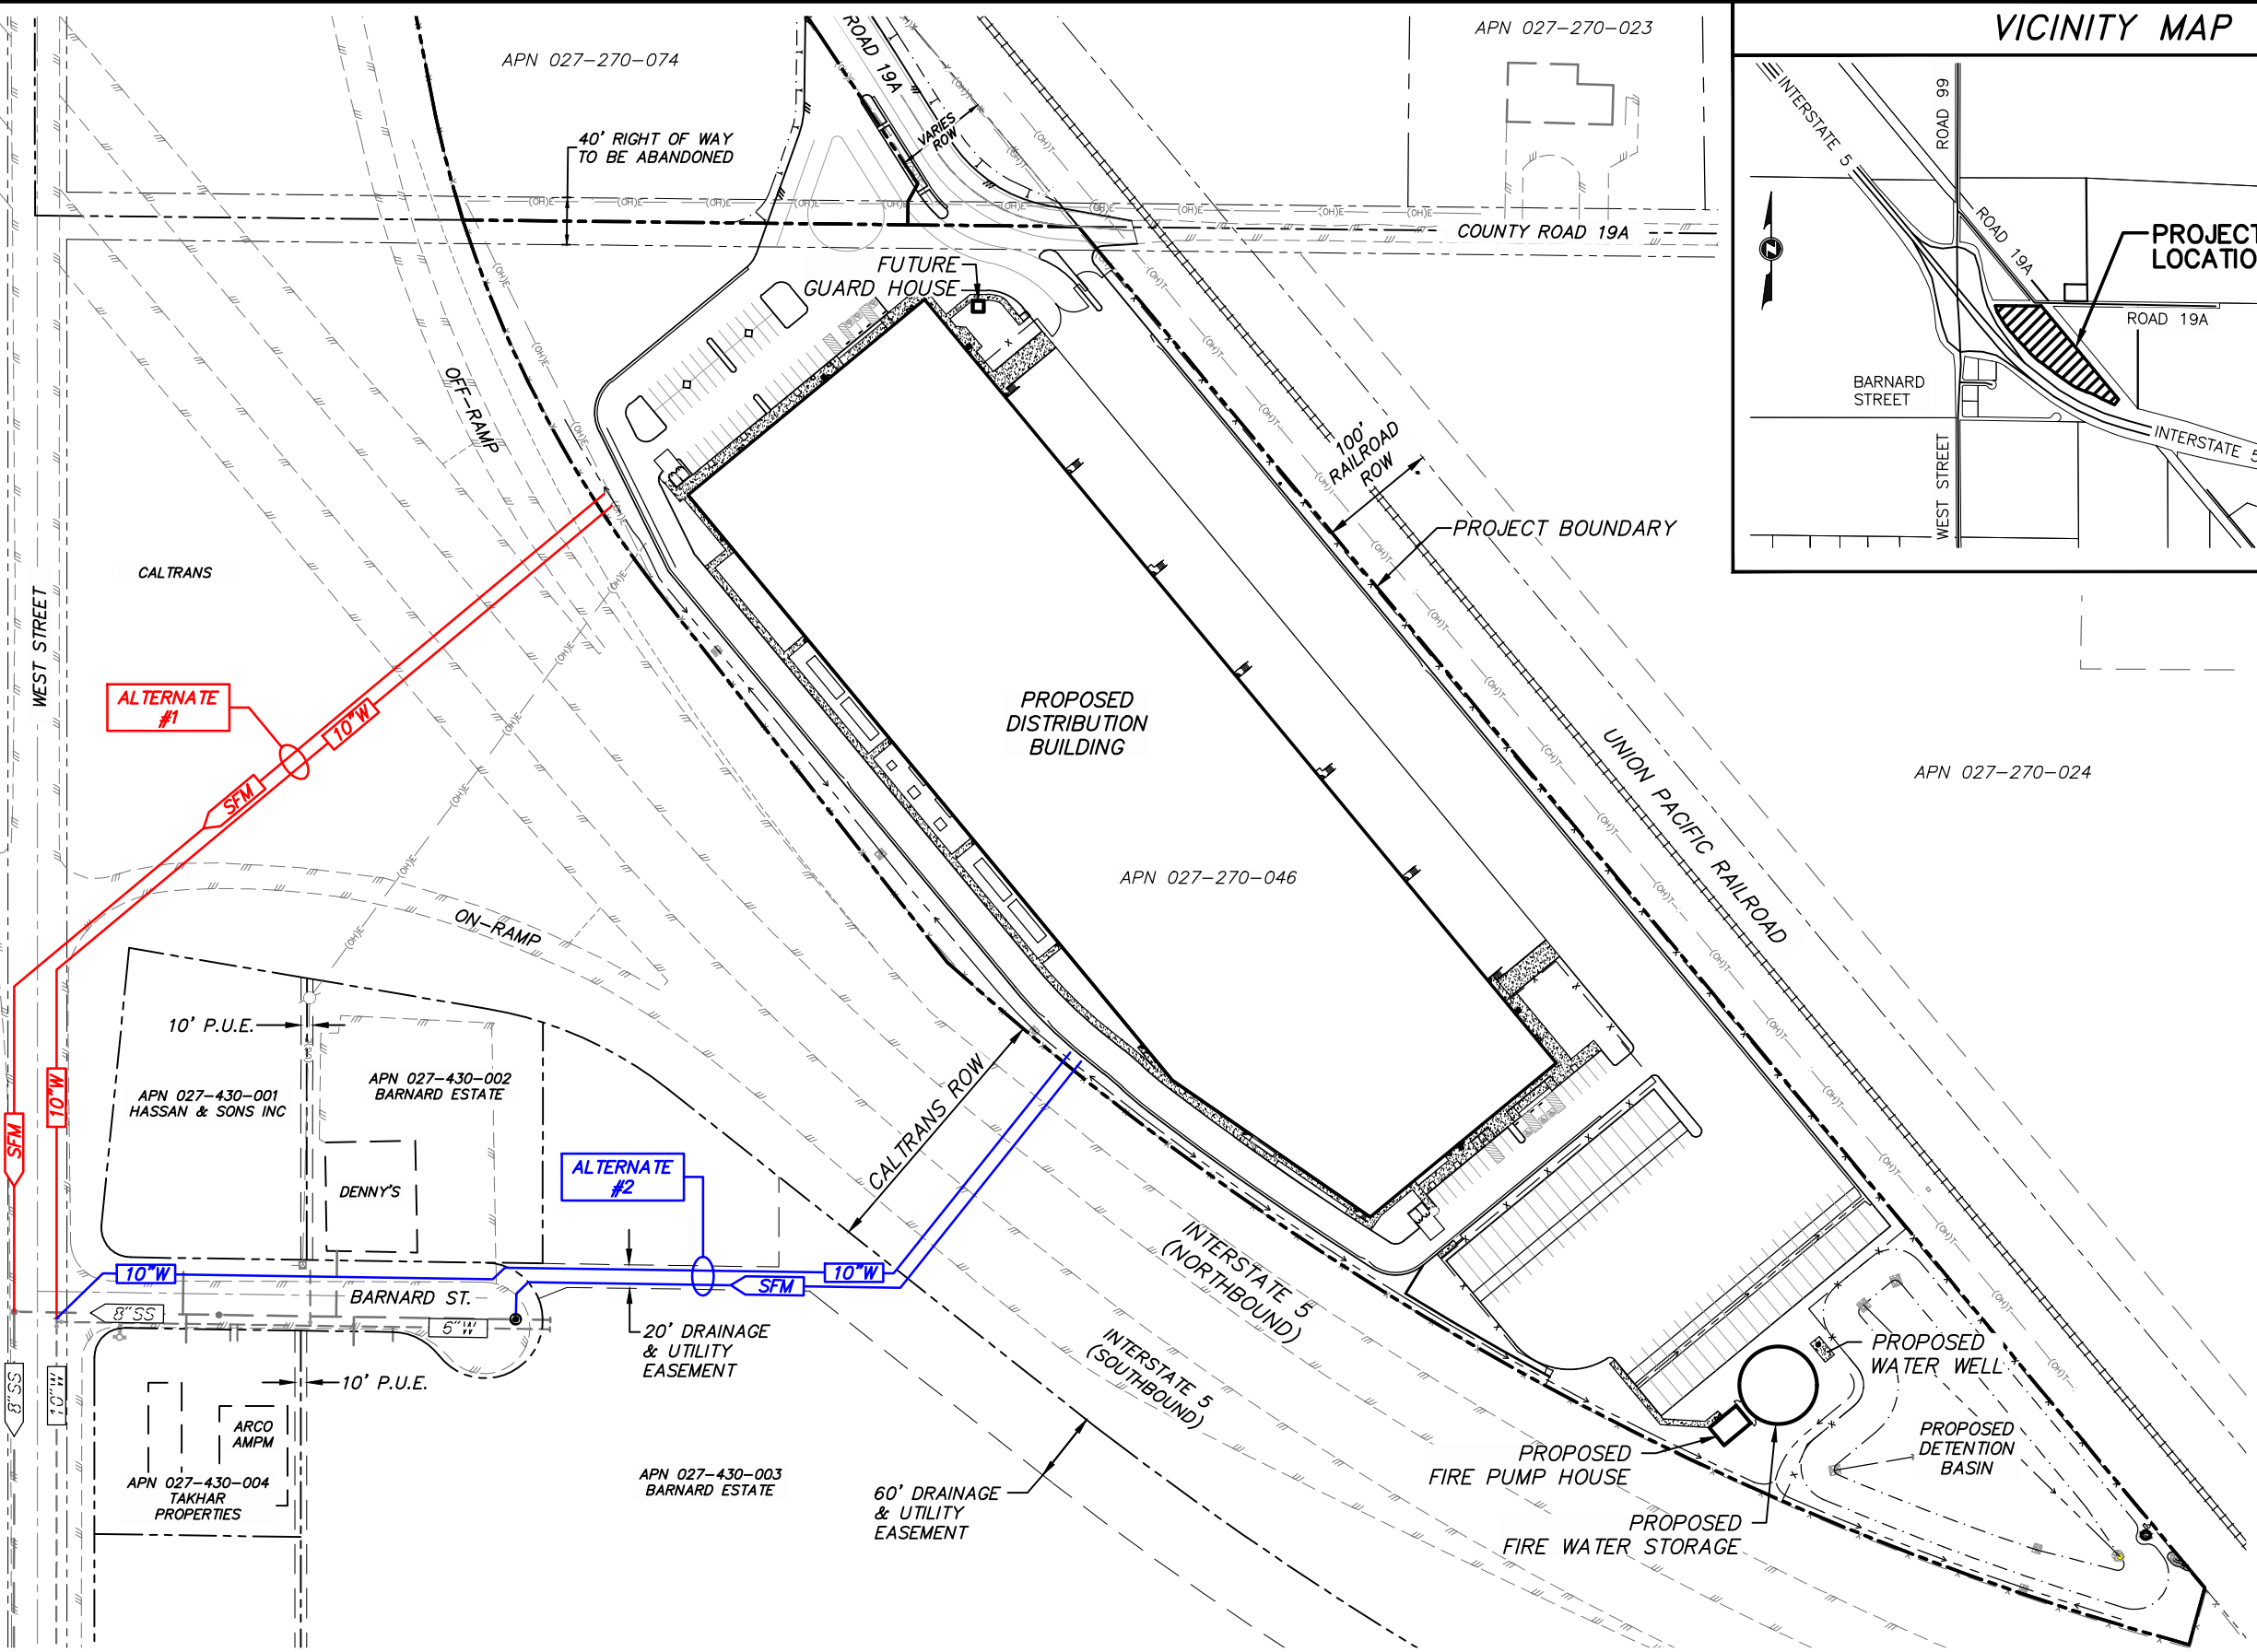 VICINITY MAP
INTERSTATE 5
ROAD 99
ROAD 19A
PROJECT
LOCATIO
ROAD 19A
BARNARD
STREET
WEST STREET
INTERSTATE 5
APN 027-270-074
ROAD 19A
VARIES
ROW
APN 027-270-023
40' RIGHT OF WAY
TO BE ABANDONED
(OH)E
(OH)T
COUNTY ROAD 19A
FUTURE
GUARD HOUSE
OFF-RAMP
100'
RAILROAD
ROW
PROJECT BOUNDARY
CALTRANS
WEST STREET
ALTERNATE
#1
10"W
SFM
PROPOSED
DISTRIBUTION
BUILDING
UNION PACIFIC RAILROAD
APN 027-270-024
APN 027-270-046
ON-RAMP
10' P.U.E.
APN 027-430-001
HASSAN & SONS INC
APN 027-430-002
BARNARD ESTATE
DENNY'S
CALTRANS ROW
SFM
10"W
ALTERNATE
#2
10"W
10"W
SFM
BARNARD ST.
8"SS
6"W
20' DRAINAGE
& UTILITY
EASEMENT
INTERSTATE 5
(NORTHBOUND)
INTERSTATE 5
(SOUTHBOUND)
10' P.U.E.
8"SS
10"W
ARCO
AMPM
APN 027-430-004
TAKHAR
PROPERTIES
APN 027-430-003
BARNARD ESTATE
60' DRAINAGE
& UTILITY
EASEMENT
PROPOSED
WATER WELL
PROPOSED
DETENTION
BASIN
PROPOSED
FIRE PUMP HOUSE
PROPOSED
FIRE WATER STORAGE